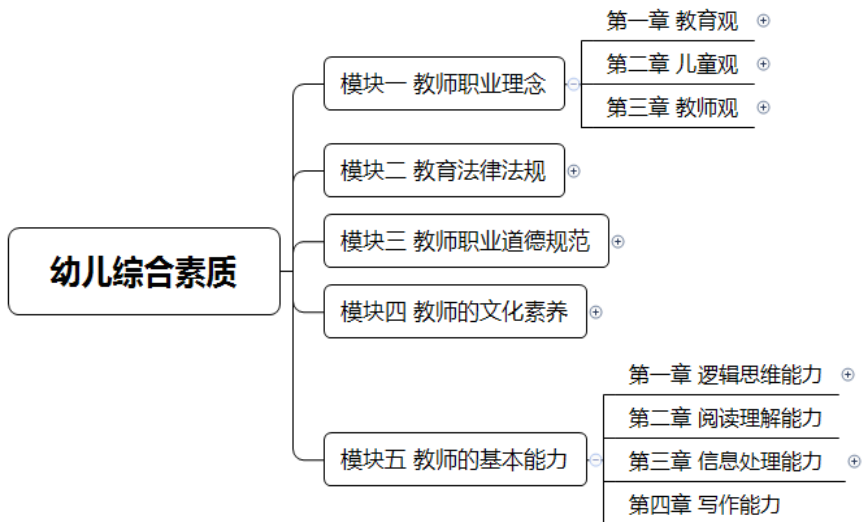 幼儿综合素质
模块一 教师职业理念
第一章 教育观
第二章 儿童观
第三章 教师观
模块二 教育法律法规
模块三 教师职业道德规范
模块四 教师的文化素养
模块五 教师的基本能力
第一章 逻辑思维能力
第二章 阅读理解能力
第三章 信息处理能力
第四章 写作能力